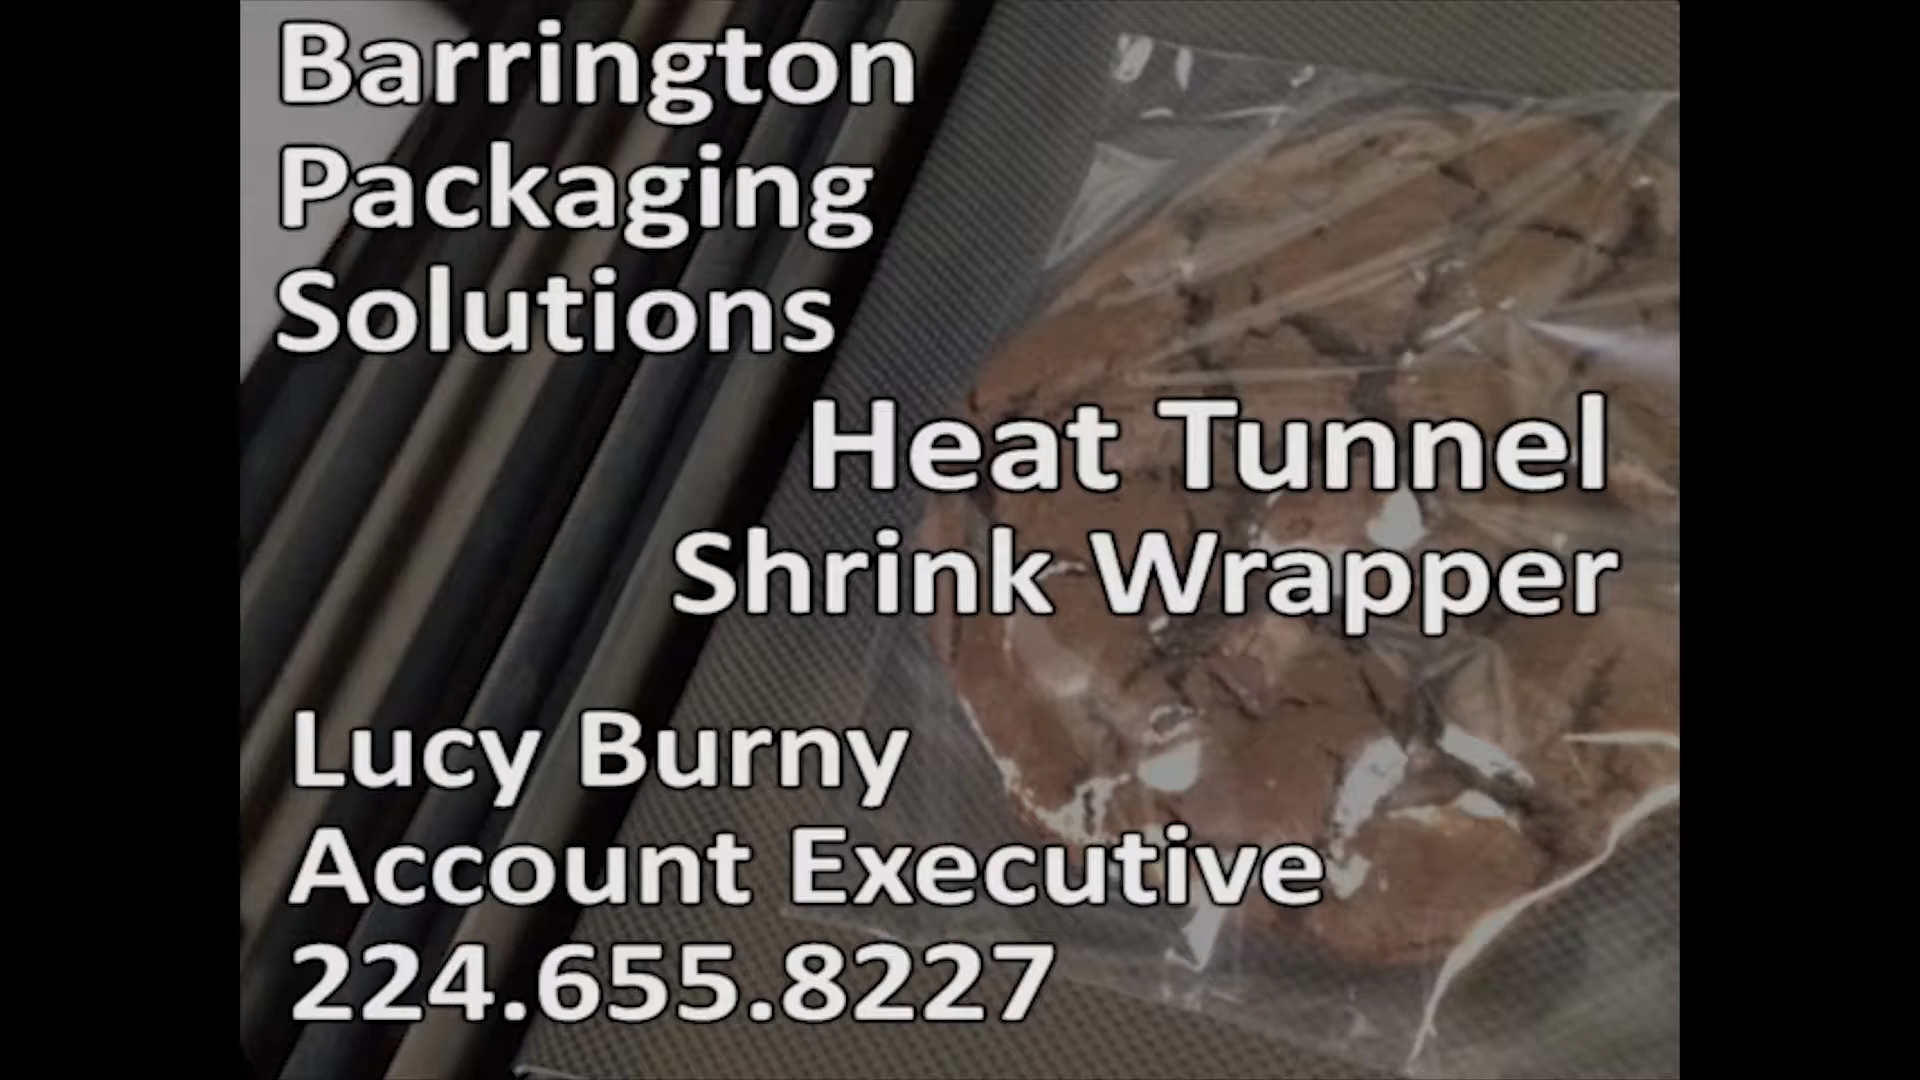 Barrington
Packaging
Solutions
Heat Tunnel
Shrink Wrapper
Lucy Burny
Account Executive
224.655.8227